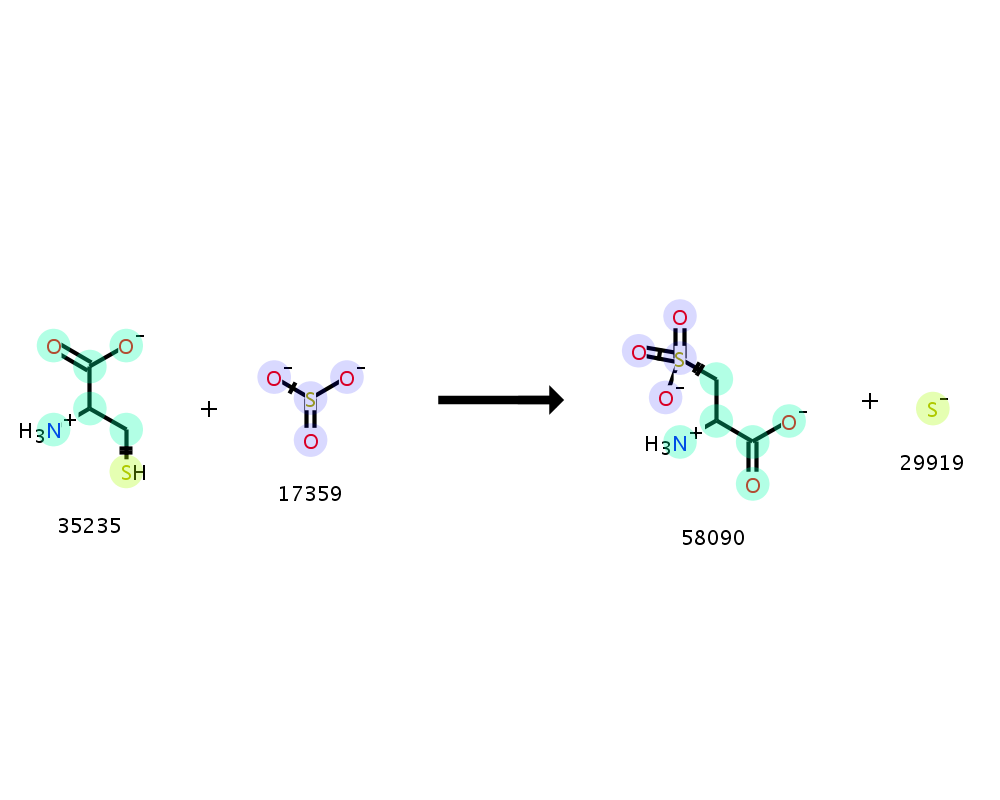 O O⁻
H₃N⁺
SH
35235
+
O⁻ O⁻
S
O
17359
O
O S
O⁻
H₃N⁺ O⁻
O
58090
+
S⁻
29919